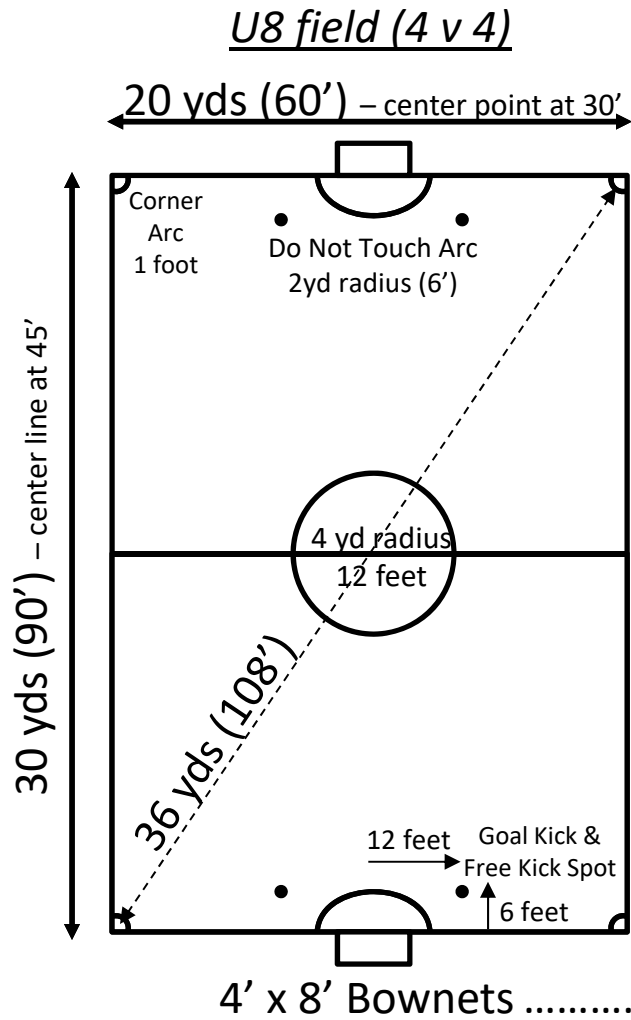 U8 field (4 v 4)
20 yds (60’) – center point at 30’
Corner
Arc
1 foot
Do Not Touch Arc
2yd radius (6’)
30 yds (90’) – center line at 45’
4 yd radius
12 feet
36 yds (108’)
12 feet
Goal Kick &
Free Kick Spot
6 feet
4’ x 8’ Bownets ..........